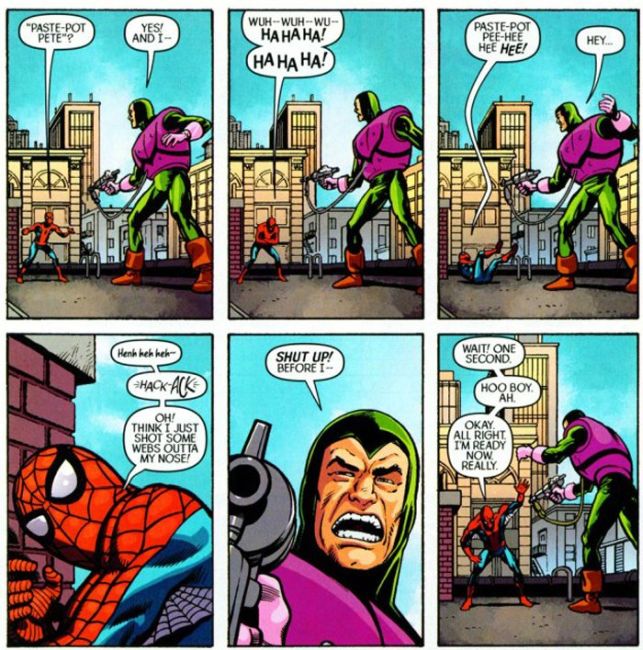 "PASTE-POT
PETE"?
YES!
AND I--
WUH--WUH--WU--
HA HA HA!
HA HA HA!
PASTE-POT
PEE-HEE
HEE HEE!
HEY...
Henh heh heh--
HACK-ACK
OH!
THINK I JUST
SHOT SOME
WEBS OUTTA
MY NOSE!
SHUT UP!
BEFORE I--
WAIT! ONE
SECOND.
HOO BOY.
AH.
OKAY.
ALL RIGHT.
I'M READY
NOW.
REALLY.